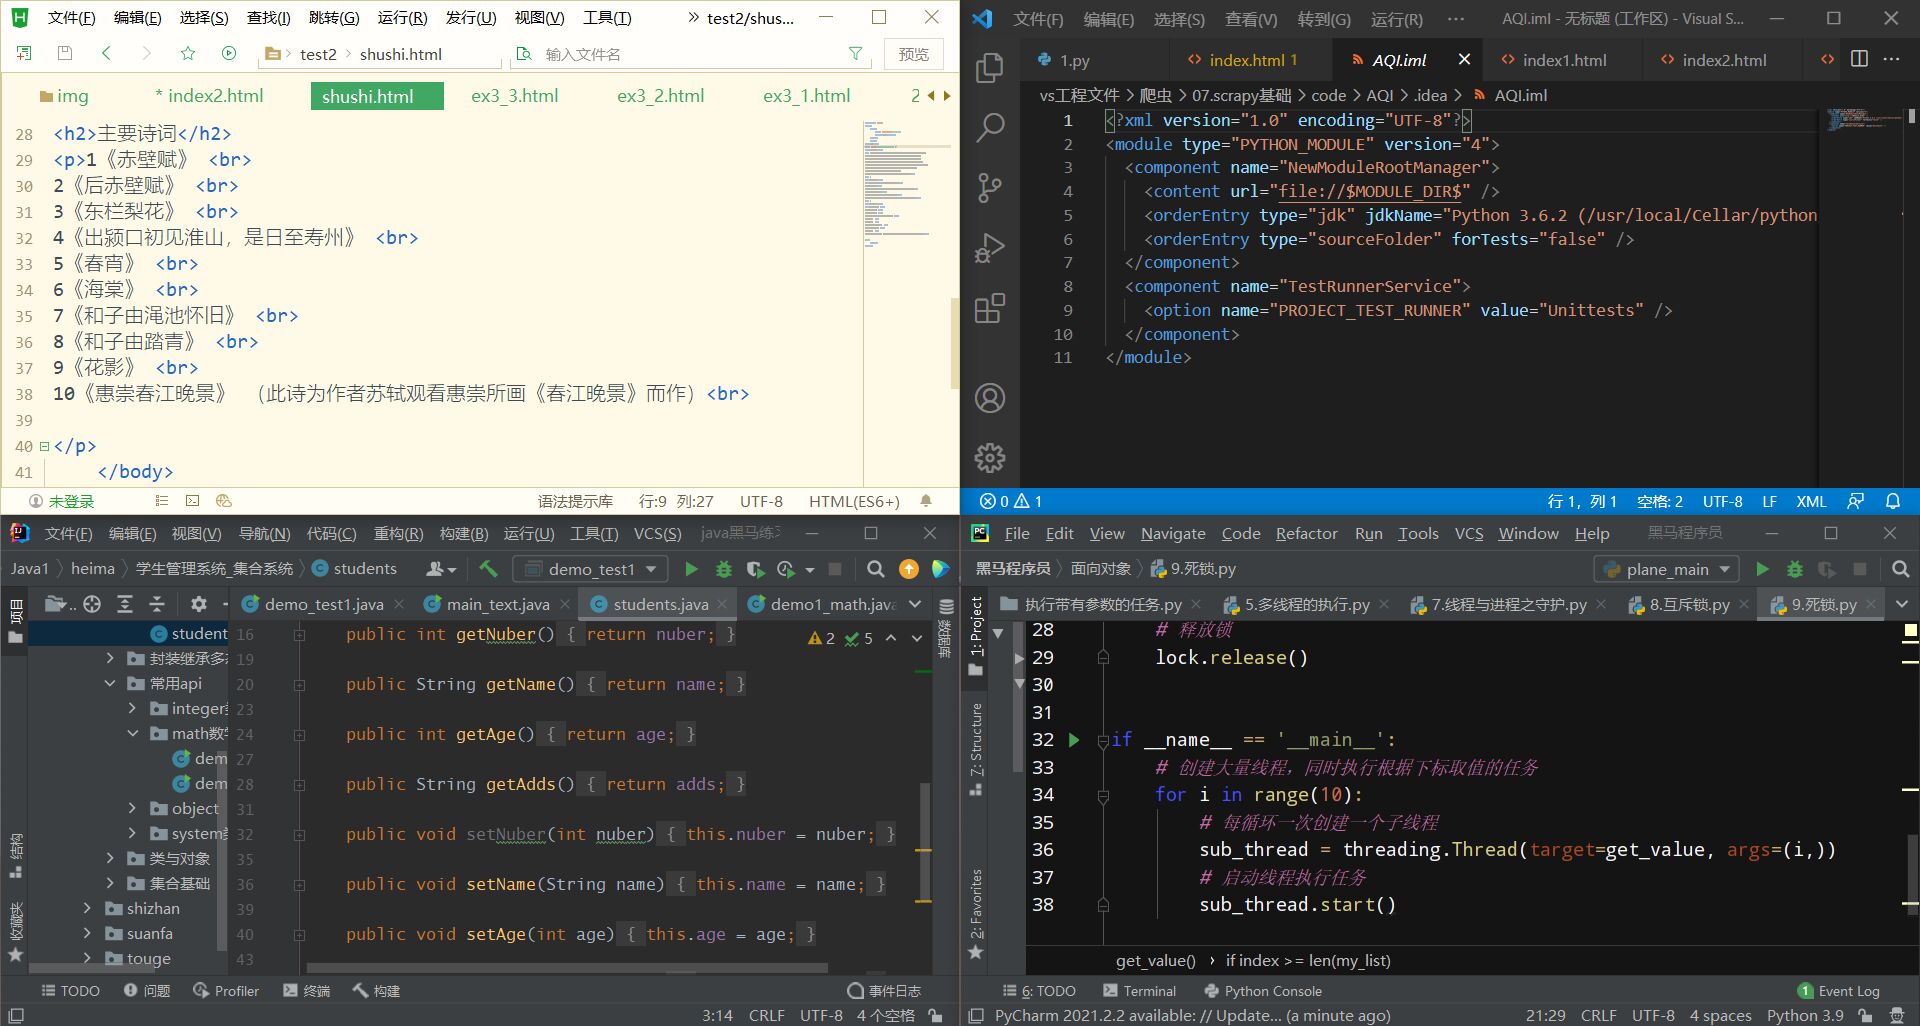 文件(F) 编辑(E) 选择(S) 查找(I) 跳转(G) 运行(R) 发行(U) 视图(V) 工具(T) » test2/shus...
test2 shushi.html 输入文件名 预览
img * index2.html shushi.html ex3_3.html ex3_2.html ex3_1.html 2
28 <h2>主要诗词</h2>
29 <p>1《赤壁赋》 <br>
30 2《后赤壁赋》 <br>
31 3《东栏梨花》 <br>
32 4《出颍口初见淮山，是日至寿州》 <br>
33 5《春宵》 <br>
34 6《海棠》 <br>
35 7《和子由渑池怀旧》 <br>
36 8《和子由踏青》 <br>
37 9《花影》 <br>
38 10《惠崇春江晚景》 （此诗为作者苏轼观看惠崇所画《春江晚景》而作）<br>
39
40 </p>
41 </body>
未登录 语法提示库 行:9 列:27 UTF-8 HTML(ES6+)
文件(F) 编辑(E) 选择(S) 查看(V) 转到(G) 运行(R) ··· AQI.iml - 无标题 (工作区) - Visual S...
1.py <> index.html 1 AQI.iml <> index1.html <> index2.html <> ···
vs工程文件 > 爬虫 > 07.scrapy基础 > code > AQI > .idea > AQI.iml
1 <?xml version="1.0" encoding="UTF-8"?>
2 <module type="PYTHON_MODULE" version="4">
3 <component name="NewModuleRootManager">
4 <content url="file://$MODULE_DIR$" />
5 <orderEntry type="jdk" jdkName="Python 3.6.2 (/usr/local/Cellar/python
6 <orderEntry type="sourceFolder" forTests="false" />
7 </component>
8 <component name="TestRunnerService">
9 <option name="PROJECT_TEST_RUNNER" value="Unittests" />
10 </component>
11 </module>
0 1 行 1，列 1 空格: 2 UTF-8 LF XML
文件(F) 编辑(E) 视图(V) 导航(N) 代码(C) 重构(R) 构建(B) 运行(U) 工具(T) VCS(S) java黑马练
Java1 heima 学生管理系统_集合系统 students demo_test1
项目 demo_test1.java main_text.java students.java demo1_math.java
数据库
2 5
student
封装继承多
常用api
integer
math数
dem
dem
object
system
类与对象
集合基础
shizhan
suanfa
touge
结构
收藏夹
16 public int getNuber() { return nuber; }
19
20 public String getName() { return name; }
23
24 public int getAge() { return age; }
27
28 public String getAdds() { return adds; }
31
32 public void setNuber(int nuber) { this.nuber = nuber; }
35
36 public void setName(String name) { this.name = name; }
39
40 public void setAge(int age) { this.age = age; }
43
TODO 问题 Profiler 终端 构建 事件日志
3:14 CRLF UTF-8 4 个空格
File Edit View Navigate Code Refactor Run Tools VCS Window Help 黑马程序员
黑马程序员 面向对象 9.死锁.py plane_main
执行带有参数的任务.py 5.多线程的执行.py 7.线程与进程之守护.py 8.互斥锁.py 9.死锁.py
1: Project
7: Structure
2: Favorites
28 # 释放锁
29 lock.release()
30
31
32 if __name__ == '__main__':
33 # 创建大量线程，同时执行根据下标取值的任务
34 for i in range(10):
35 # 每循环一次创建一个子线程
36 sub_thread = threading.Thread(target=get_value, args=(i,))
37 # 启动线程执行任务
38 sub_thread.start()
get_value() › if index >= len(my_list)
6: TODO Terminal Python Console 1 Event Log
PyCharm 2021.2.2 available: // Update... (a minute ago) 21:29 CRLF UTF-8 4 spaces Python 3.9